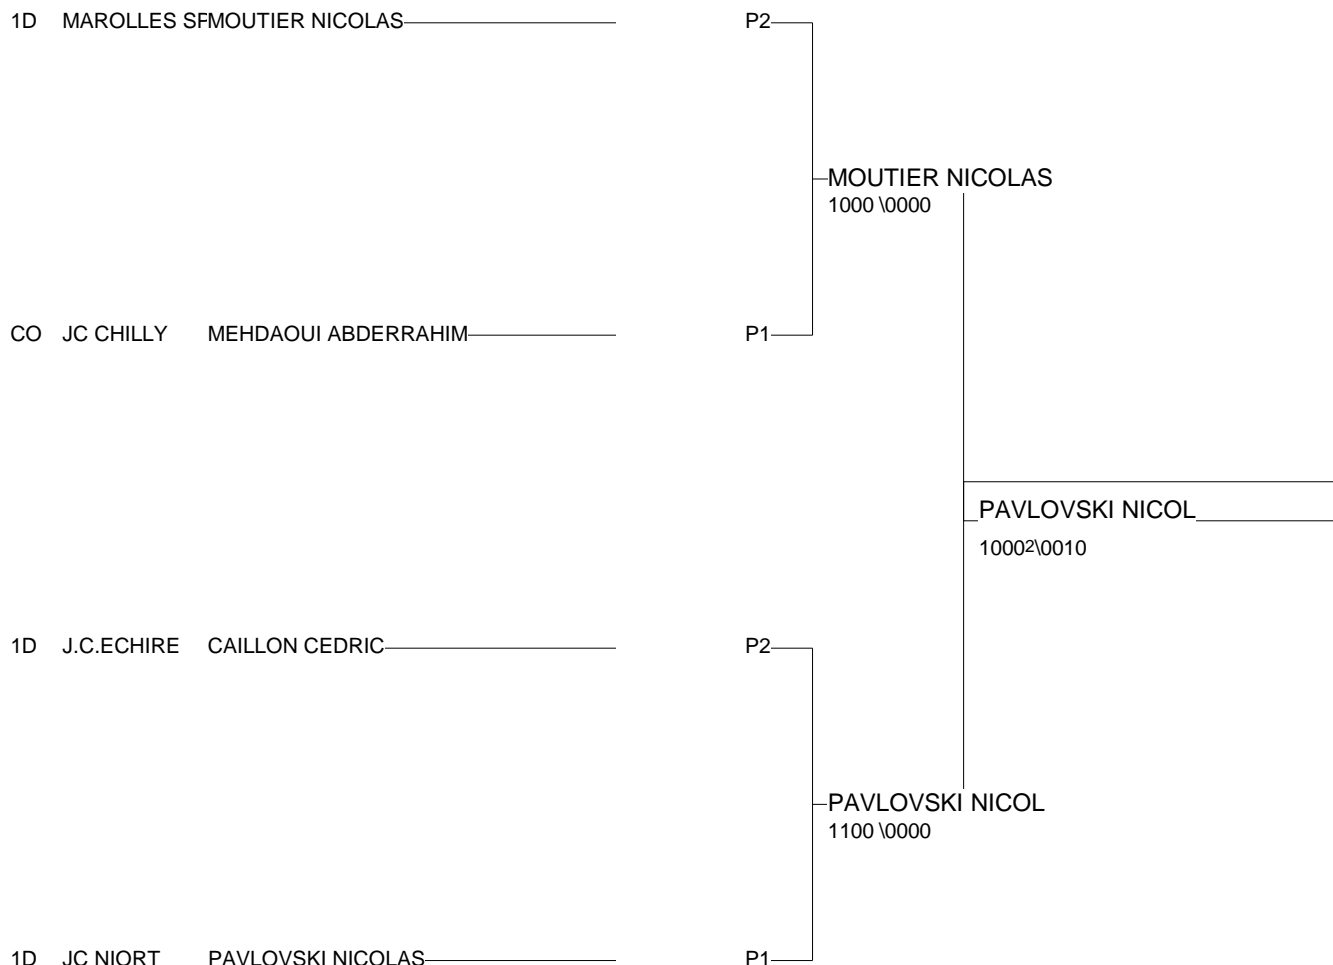 1D MAROLLES SFMOUTIER NICOLAS P2
MOUTIER NICOLAS
1000 \0000
CO JC CHILLY MEHDAOUI ABDERRAHIM P1
PAVLOVSKI NICOL
1000²\0010
1D J.C.ECHIRE CAILLON CEDRIC P2
PAVLOVSKI NICOL
1100 \0000
1D JC NIORT PAVLOVSKI NICOLAS P1